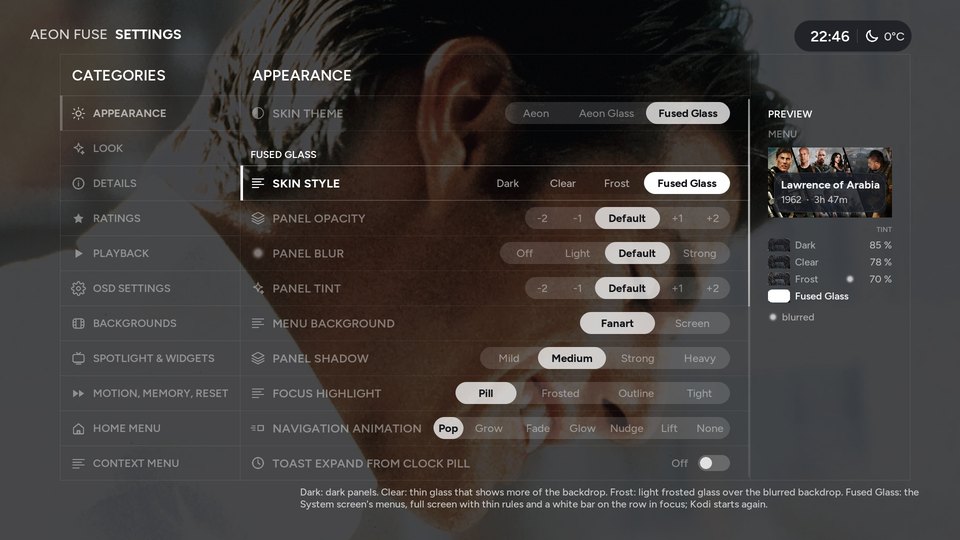 AEON FUSE SETTINGS
22:46 0°C
CATEGORIES
APPEARANCE
LOOK
DETAILS
RATINGS
PLAYBACK
OSD SETTINGS
BACKGROUNDS
SPOTLIGHT & WIDGETS
MOTION, MEMORY, RESET
HOME MENU
CONTEXT MENU
APPEARANCE
SKIN THEME Aeon Aeon Glass Fused Glass
FUSED GLASS
SKIN STYLE Dark Clear Frost Fused Glass
PANEL OPACITY -2 -1 Default +1 +2
PANEL BLUR Off Light Default Strong
PANEL TINT -2 -1 Default +1 +2
MENU BACKGROUND Fanart Screen
PANEL SHADOW Mild Medium Strong Heavy
FOCUS HIGHLIGHT Pill Frosted Outline Tight
NAVIGATION ANIMATION Pop Grow Fade Glow Nudge Lift None
TOAST EXPAND FROM CLOCK PILL Off
PREVIEW
MENU
Lawrence of Arabia
1962 · 3h 47m
TINT
Dark 85 %
Clear 78 %
Frost 70 %
Fused Glass
blurred
Dark: dark panels. Clear: thin glass that shows more of the backdrop. Frost: light frosted glass over the blurred backdrop. Fused Glass: the
System screen's menus, full screen with thin rules and a white bar on the row in focus; Kodi starts again.